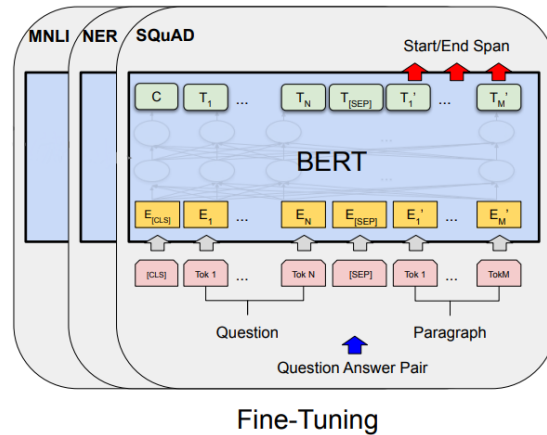 MNLI NER SQuAD
Start/End Span
C T1 ... TN T[SEP] T1' ... TM'
BERT
E[CLS] E1 ... EN E[SEP] E1' ... EM'
[CLS] Tok 1 ... Tok N [SEP] Tok 1 ... TokM
Question Paragraph
Question Answer Pair
Fine-Tuning